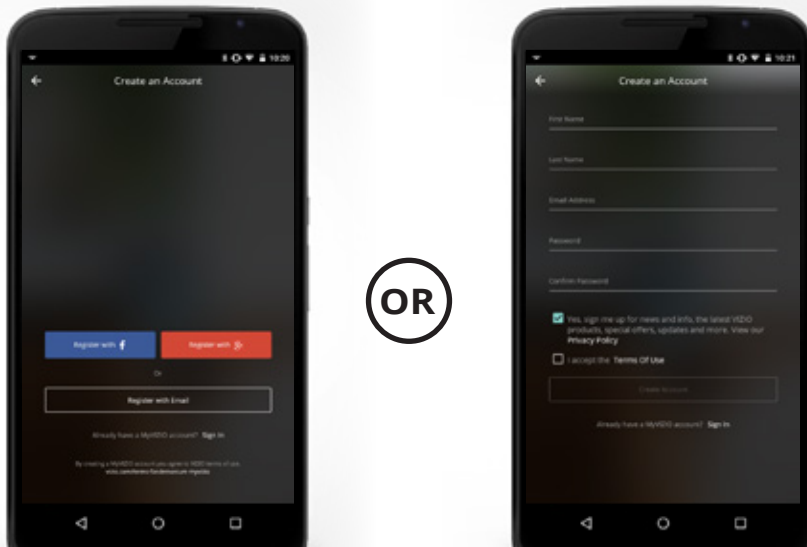 10:20
Create an Account
Register with f
Register with g+
Or
Register with Email
Already have a MyVIZIO account? Sign In
By creating a MyVIZIO account you agree to VIZIO terms of use.
OR
10:21
Create an Account
First Name
Last Name
Email Address
Password
Confirm Password
Yes, sign me up for news and info, the latest VIZIO
products, special offers, updates and more. View our
Privacy Policy
I accept the Terms Of Use
Create Account
Already have a MyVIZIO account? Sign In